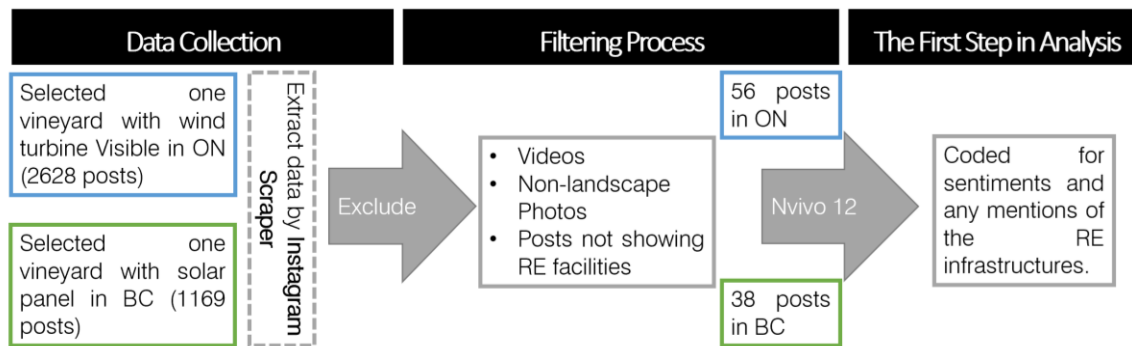 Data Collection
Filtering Process
The First Step in Analysis
Selected one
vineyard with wind
turbine Visible in ON
(2628 posts)
Selected one
vineyard with solar
panel in BC (1169
posts)
Extract data by Instagram
Scraper
Exclude
• Videos
• Non-landscape
Photos
• Posts not showing
RE facilities
56 posts
in ON
Nvivo 12
38 posts
in BC
Coded for
sentiments and
any mentions of
the RE
infrastructures.